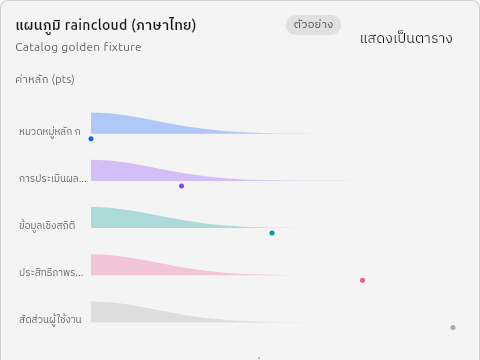 แผนภูมิ raincloud (ภาษาไทย)
ตัวอย่าง
แสดงเป็นตาราง
Catalog golden fixture
ค่าหลัก (pts)
หมวดหมู่หลัก ก
การประเมินผล...
ข้อมูลเชิงสถิติ
ประสิทธิภาพร...
สัดส่วนผู้ใช้งาน